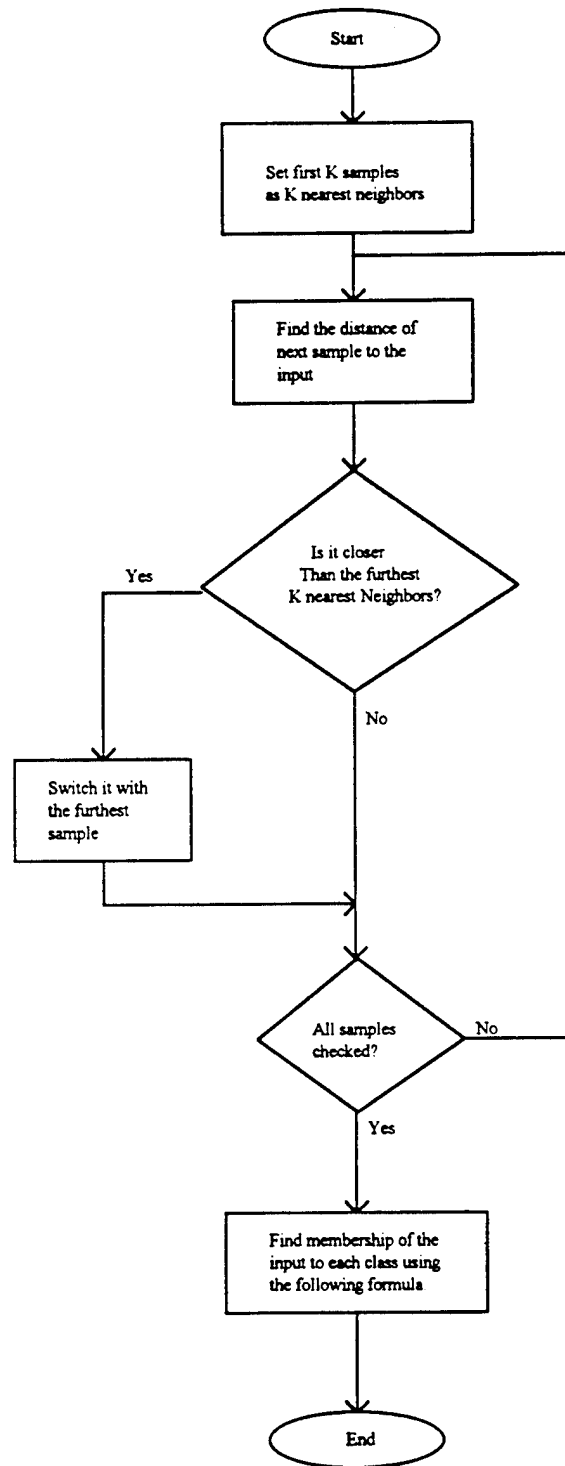 Start
Set first K samples
as K nearest neighbors
Find the distance of
next sample to the
input
Is it closer
Than the furthest
K nearest Neighbors?
Yes
No
Switch it with
the furthest
sample
All samples
checked?
No
Yes
Find membership of the
input to each class using
the following formula
End